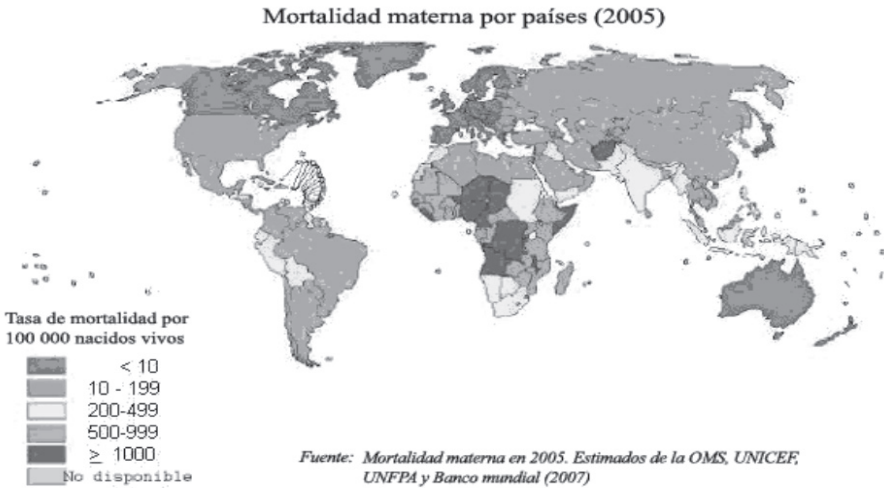 Mortalidad materna por países (2005)
Tasa de mortalidad por
100 000 nacidos vivos
< 10
10 - 199
200-499
500-999
≥ 1000
No disponible
Fuente: Mortalidad materna en 2005. Estimados de la OMS, UNICEF,
UNFPA y Banco mundial (2007)